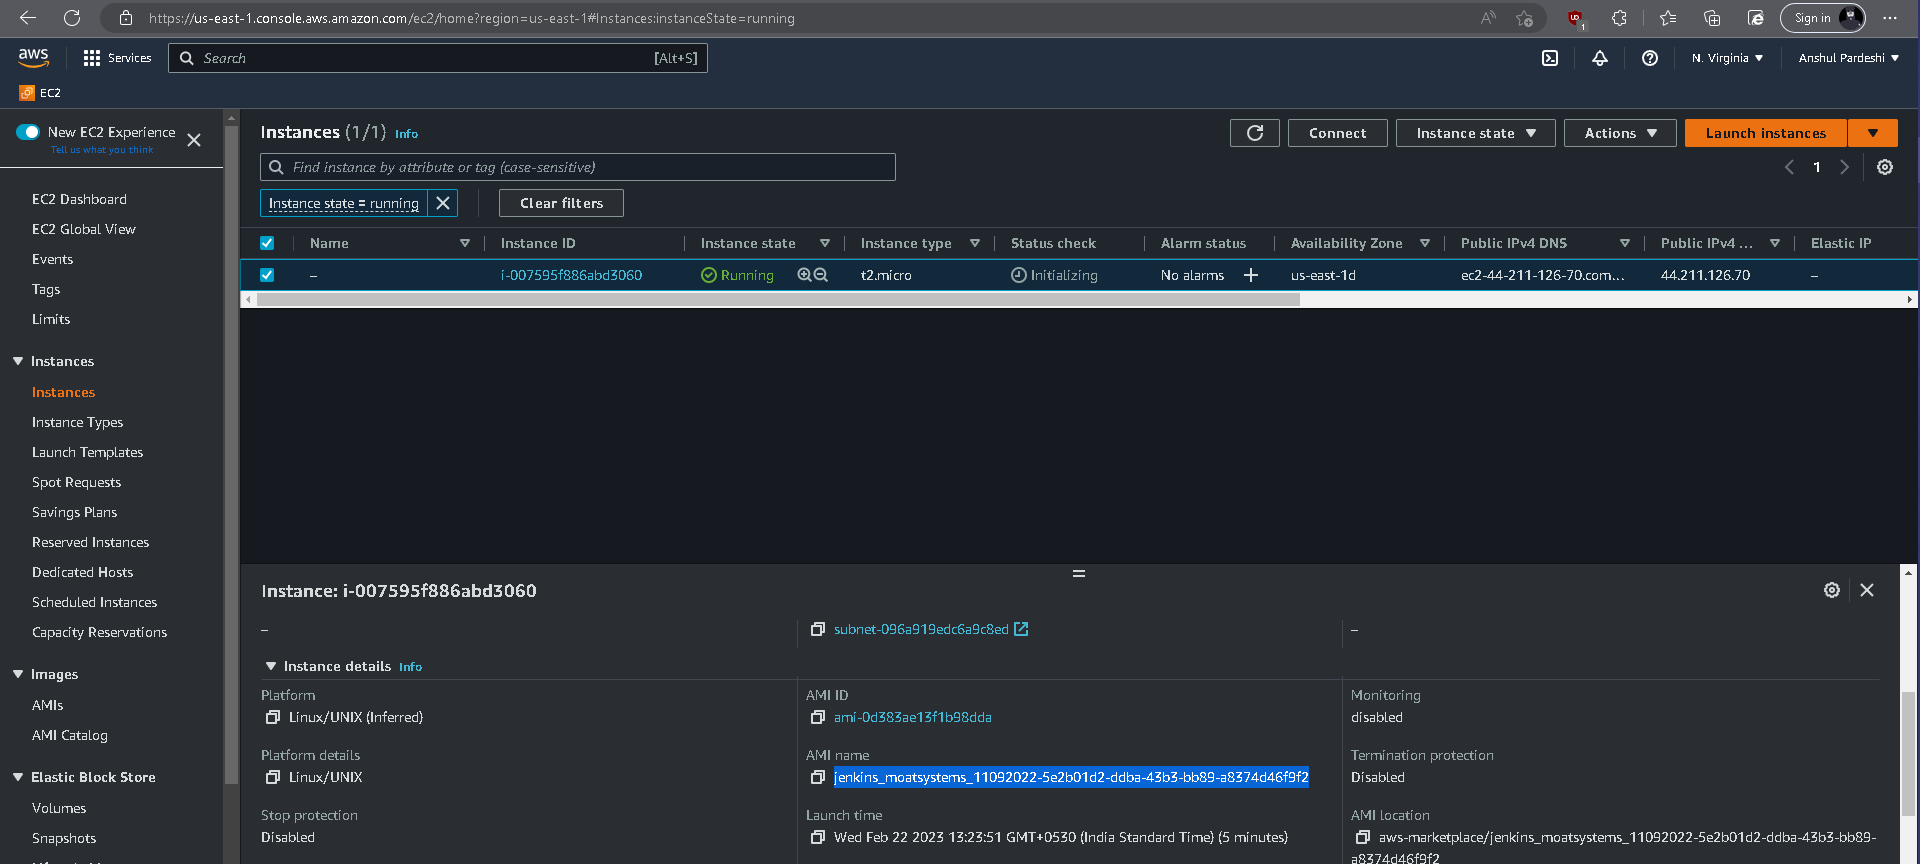 https://us-east-1.console.aws.amazon.com/ec2/home?region=us-east-1#Instances:instanceState=running
Sign in
aws
Services
Search
[Alt+S]
N. Virginia
Anshul Pardeshi
EC2
New EC2 Experience
Tell us what you think
EC2 Dashboard
EC2 Global View
Events
Tags
Limits
Instances
Instances
Instance Types
Launch Templates
Spot Requests
Savings Plans
Reserved Instances
Dedicated Hosts
Scheduled Instances
Capacity Reservations
Images
AMIs
AMI Catalog
Elastic Block Store
Volumes
Snapshots
Instances (1/1) Info
Connect
Instance state
Actions
Launch instances
Find instance by attribute or tag (case-sensitive)
1
Instance state = running
Clear filters
Name Instance ID Instance state Instance type Status check Alarm status Availability Zone Public IPv4 DNS Public IPv4 ... Elastic IP
– i-007595f886abd3060 Running t2.micro Initializing No alarms + us-east-1d ec2-44-211-126-70.com... 44.211.126.70 –
Instance: i-007595f886abd3060
– subnet-096a919edc6a9c8ed –
Instance details Info
Platform
Linux/UNIX (Inferred)
AMI ID
ami-0d383ae13f1b98dda
Monitoring
disabled
Platform details
Linux/UNIX
AMI name
jenkins_moatsystems_11092022-5e2b01d2-ddba-43b3-bb89-a8374d46f9f2
Termination protection
Disabled
Stop protection
Disabled
Launch time
Wed Feb 22 2023 13:23:51 GMT+0530 (India Standard Time) (5 minutes)
AMI location
aws-marketplace/jenkins_moatsystems_11092022-5e2b01d2-ddba-43b3-bb89-
a8374d46f9f2